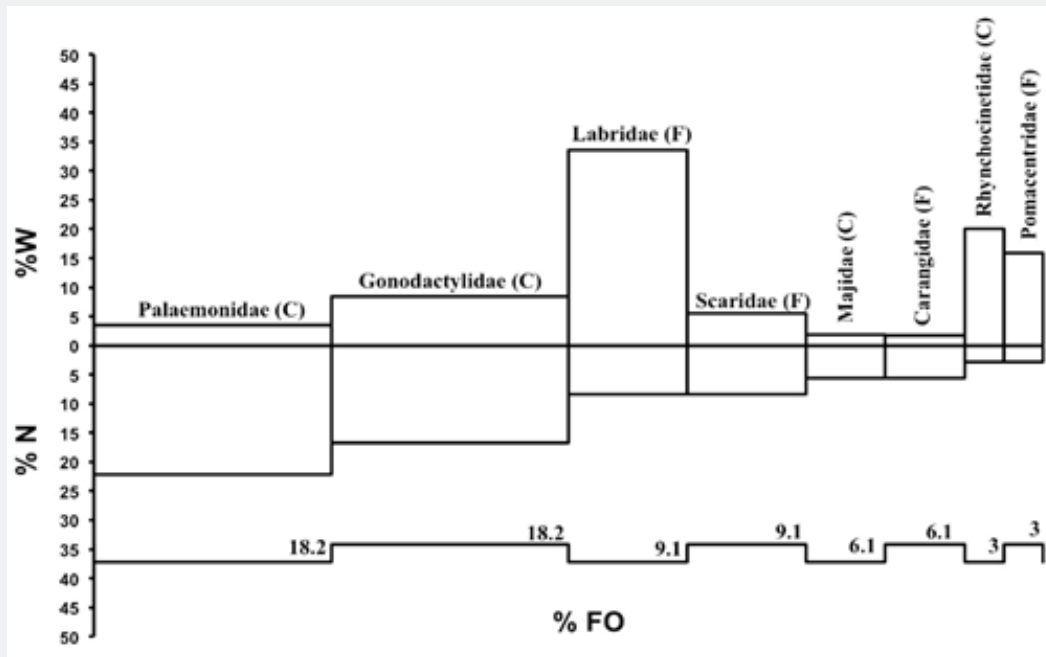 50
45
40
35
30
25
20
15
10
5
0
5
10
15
20
25
30
35
40
45
50
%W
% N
Palaemonidae (C)
Gonodactylidae (C)
Labridae (F)
Scaridae (F)
Majidae (C)
Carangidae (F)
Rhynchocinetidac (C)
Pomacentridae (F)
18.2
18.2
9.1
9.1
6.1
6.1
3
3
% FO